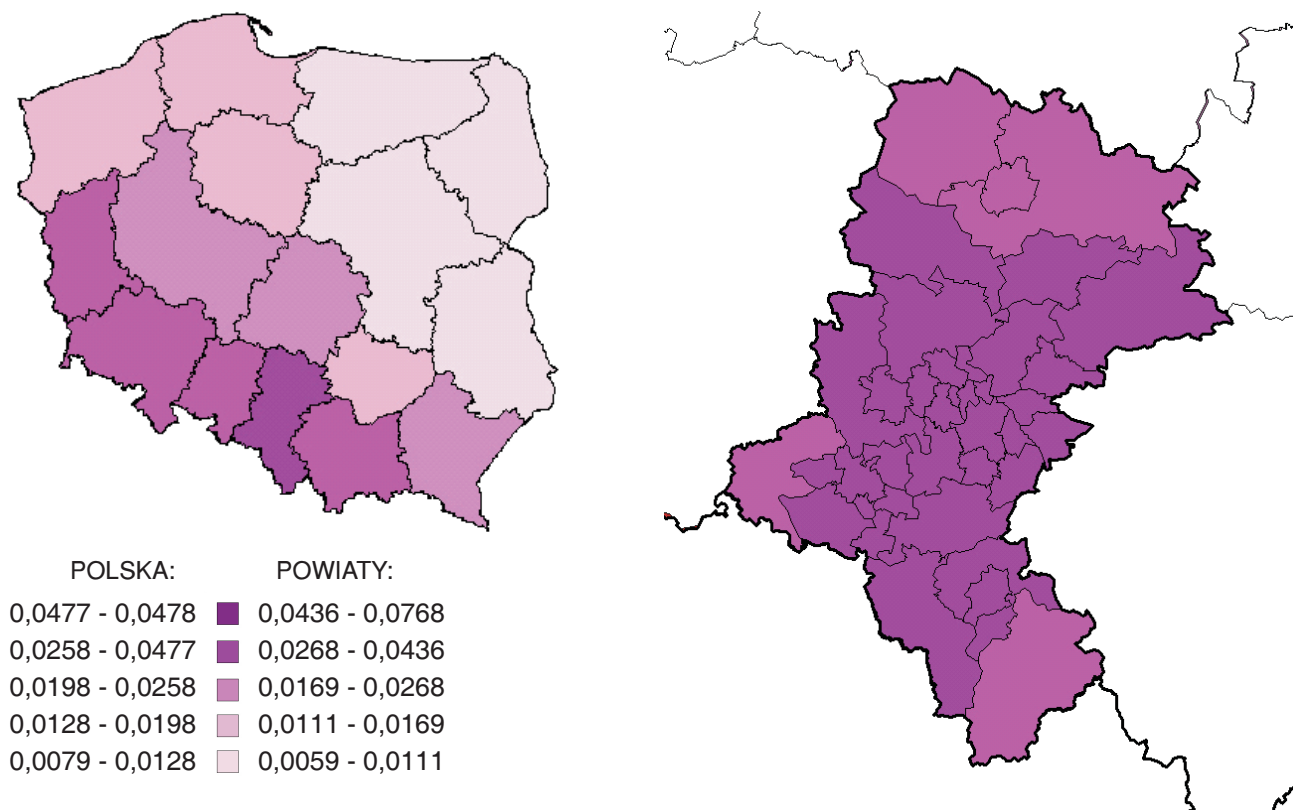 POLSKA: POWIATY:
0,0477 - 0,0478 0,0436 - 0,0768
0,0258 - 0,0477 0,0268 - 0,0436
0,0198 - 0,0258 0,0169 - 0,0268
0,0128 - 0,0198 0,0111 - 0,0169
0,0079 - 0,0128 0,0059 - 0,0111